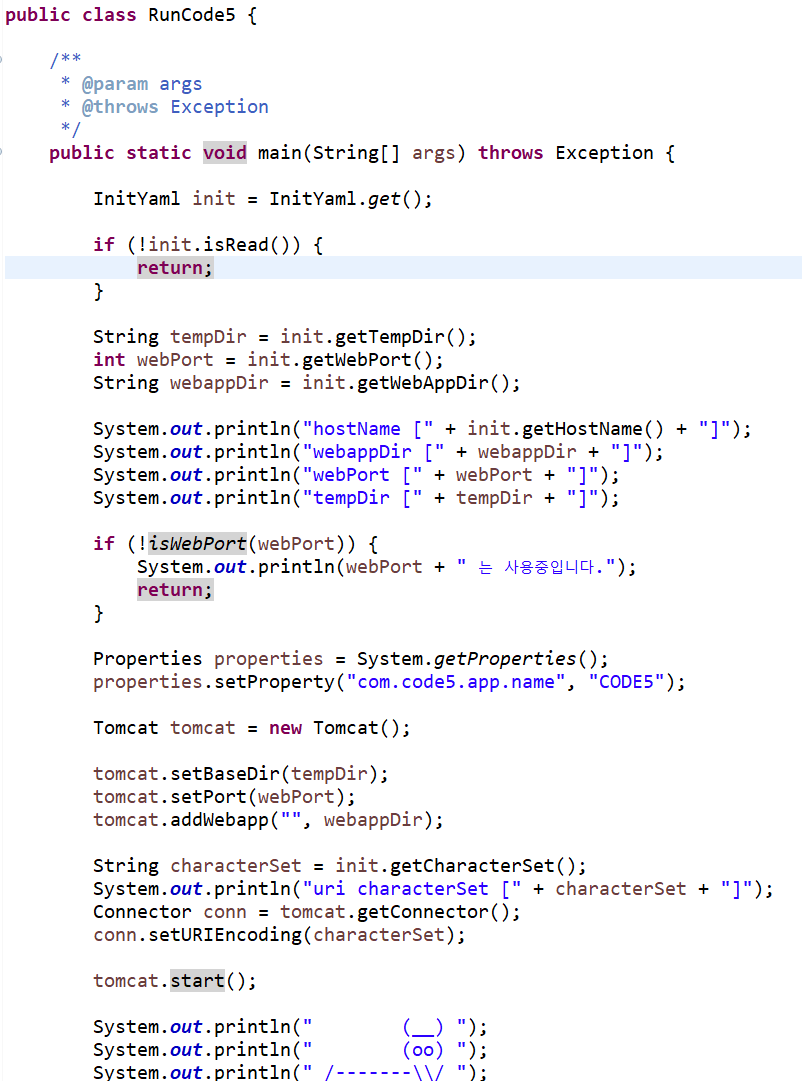 public class RunCode5 {
/**
* @param args
* @throws Exception
*/
public static void main(String[] args) throws Exception {
InitYaml init = InitYaml.get();
if (!init.isRead()) {
return;
}
String tempDir = init.getTempDir();
int webPort = init.getWebPort();
String webappDir = init.getWebAppDir();
System.out.println("hostName [" + init.getHostName() + "]");
System.out.println("webappDir [" + webappDir + "]");
System.out.println("webPort [" + webPort + "]");
System.out.println("tempDir [" + tempDir + "]");
if (!isWebPort(webPort)) {
System.out.println(webPort + " 는 사용중입니다.");
return;
}
Properties properties = System.getProperties();
properties.setProperty("com.code5.app.name", "CODE5");
Tomcat tomcat = new Tomcat();
tomcat.setBaseDir(tempDir);
tomcat.setPort(webPort);
tomcat.addWebapp("", webappDir);
String characterSet = init.getCharacterSet();
System.out.println("uri characterSet [" + characterSet + "]");
Connector conn = tomcat.getConnector();
conn.setURIEncoding(characterSet);
tomcat.start();
System.out.println("        (__) ");
System.out.println("        (oo) ");
System.out.println(" /-------\\/ ");